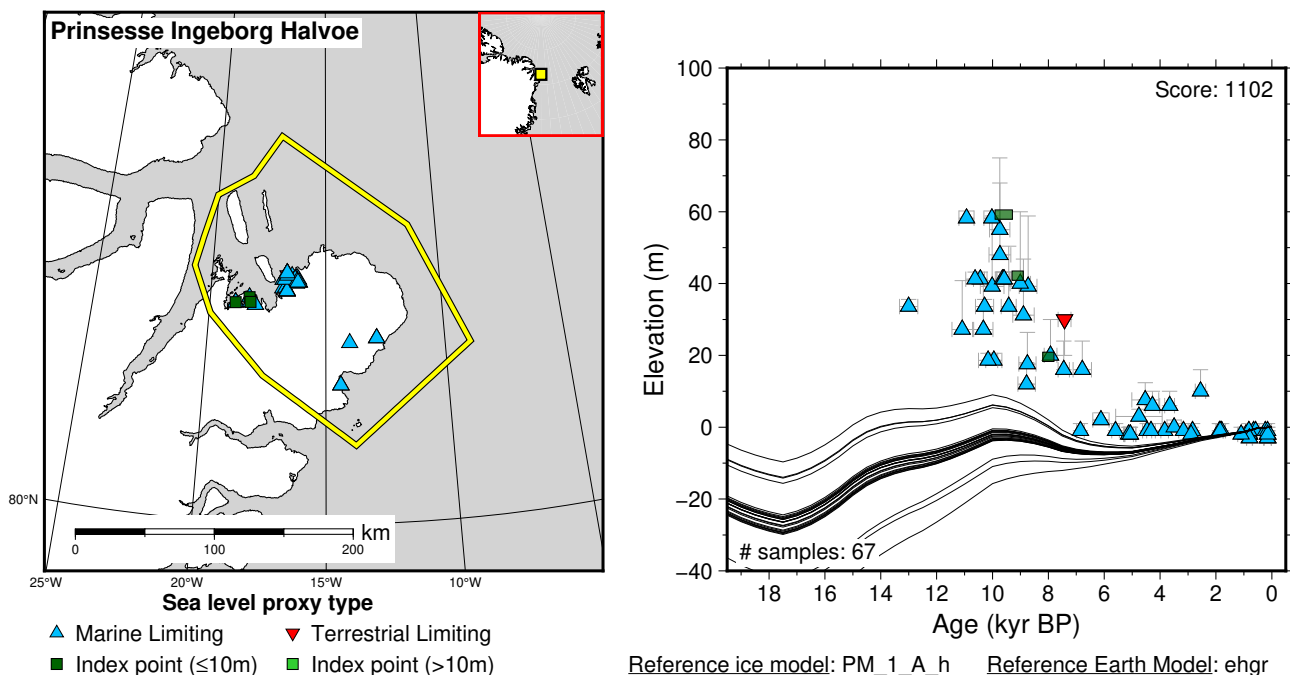 Prinsesse Ingeborg Halvoe
80°N
km
0 100 200
25°W 20°W 15°W 10°W
Sea level proxy type
Marine Limiting Terrestrial Limiting
Index point (≤10m) Index point (>10m)
Score: 1102
100
80
60
40
20
0
−20
−40
Elevation (m)
# samples: 67
18 16 14 12 10 8 6 4 2 0
Age (kyr BP)
Reference ice model: PM_1_A_h Reference Earth Model: ehgr